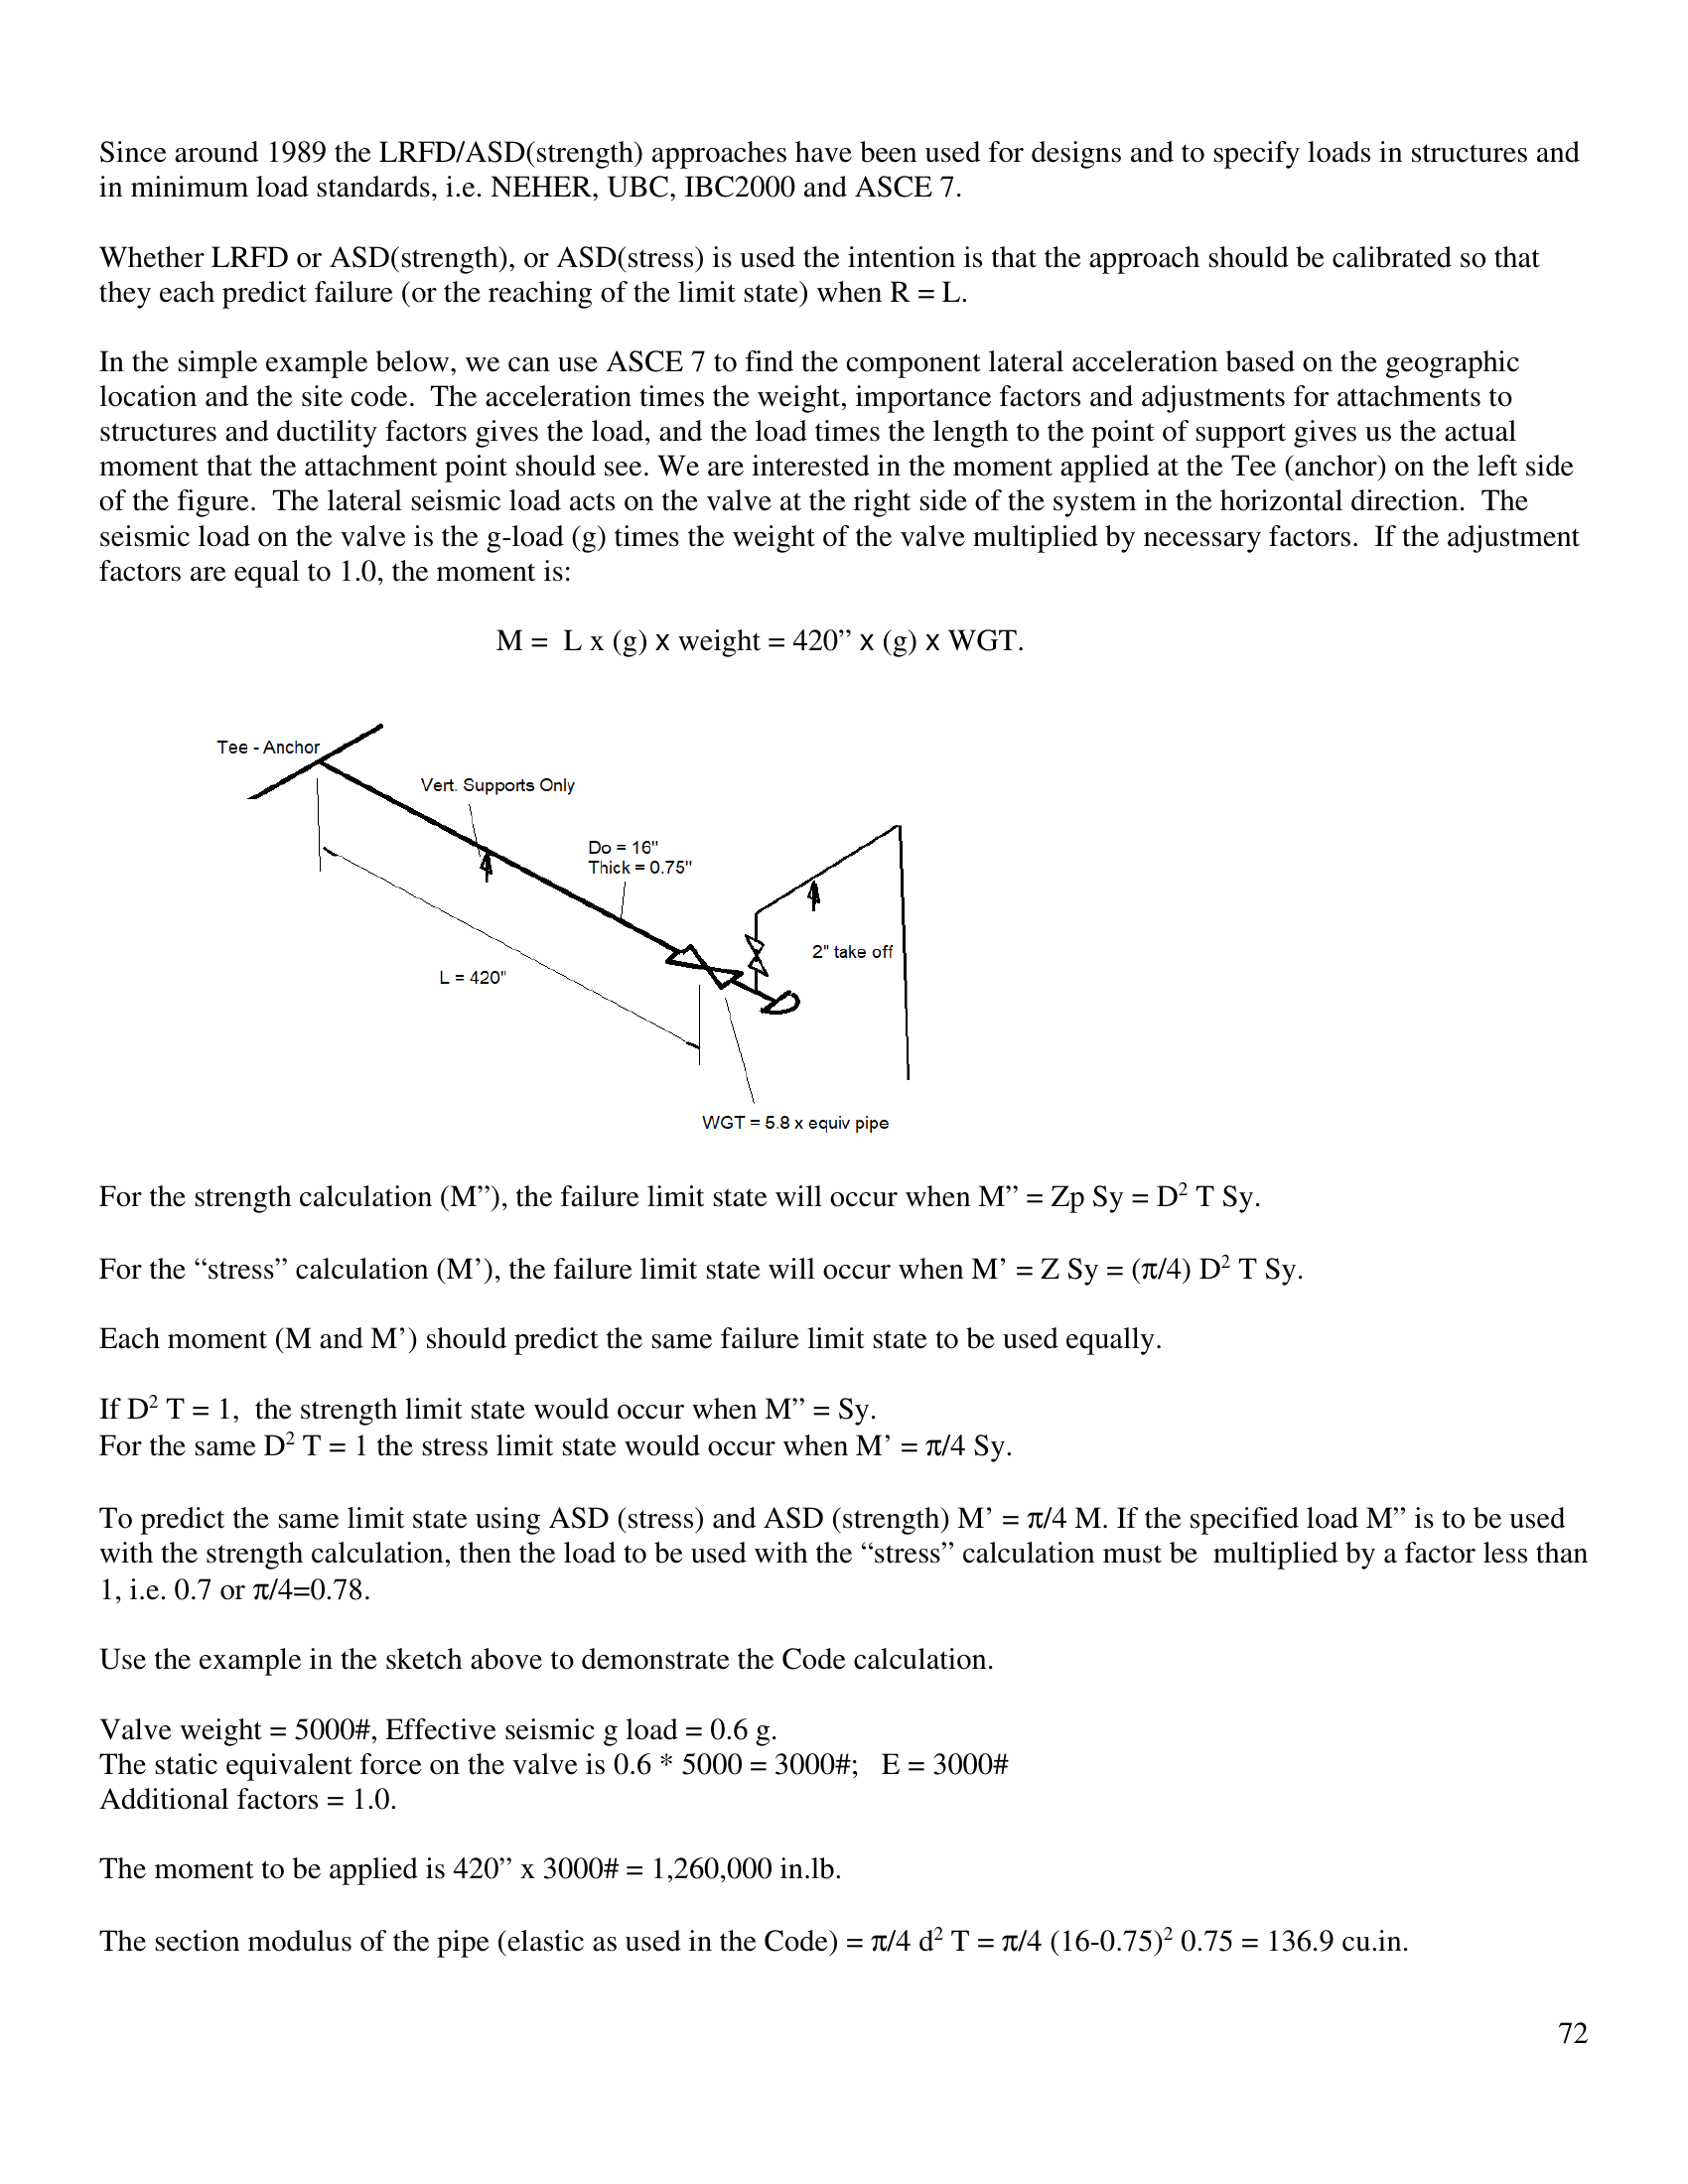 Since around 1989 the LRFD/ASD(strength) approaches have been used for designs and to specify loads in structures and
in minimum load standards, i.e. NEHER, UBC, IBC2000 and ASCE 7.
Whether LRFD or ASD(strength), or ASD(stress) is used the intention is that the approach should be calibrated so that
they each predict failure (or the reaching of the limit state) when R = L.
In the simple example below, we can use ASCE 7 to find the component lateral acceleration based on the geographic
location and the site code.  The acceleration times the weight, importance factors and adjustments for attachments to
structures and ductility factors gives the load, and the load times the length to the point of support gives us the actual
moment that the attachment point should see. We are interested in the moment applied at the Tee (anchor) on the left side
of the figure.  The lateral seismic load acts on the valve at the right side of the system in the horizontal direction.  The
seismic load on the valve is the g-load (g) times the weight of the valve multiplied by necessary factors.  If the adjustment
factors are equal to 1.0, the moment is:
M =  L x (g) x weight = 420” x (g) x WGT.
Tee - Anchor
Vert. Supports Only
Do = 16"
Thick = 0.75"
2" take off
L = 420"
WGT = 5.8 x equiv pipe
For the strength calculation (M”), the failure limit state will occur when M” = Zp Sy = D² T Sy.
For the “stress” calculation (M’), the failure limit state will occur when M’ = Z Sy = (π/4) D² T Sy.
Each moment (M and M’) should predict the same failure limit state to be used equally.
If D² T = 1,  the strength limit state would occur when M” = Sy.
For the same D² T = 1 the stress limit state would occur when M’ = π/4 Sy.
To predict the same limit state using ASD (stress) and ASD (strength) M’ = π/4 M. If the specified load M” is to be used
with the strength calculation, then the load to be used with the “stress” calculation must be  multiplied by a factor less than
1, i.e. 0.7 or π/4=0.78.
Use the example in the sketch above to demonstrate the Code calculation.
Valve weight = 5000#, Effective seismic g load = 0.6 g.
The static equivalent force on the valve is 0.6 * 5000 = 3000#;   E = 3000#
Additional factors = 1.0.
The moment to be applied is 420” x 3000# = 1,260,000 in.lb.
The section modulus of the pipe (elastic as used in the Code) = π/4 d² T = π/4 (16-0.75)² 0.75 = 136.9 cu.in.
72